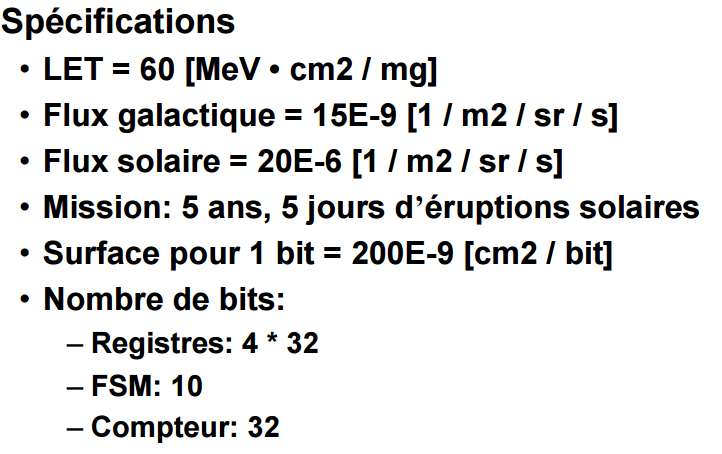 Spécifications
• LET = 60 [MeV • cm2 / mg]
• Flux galactique = 15E-9 [1 / m2 / sr / s]
• Flux solaire = 20E-6 [1 / m2 / sr / s]
• Mission: 5 ans, 5 jours d’éruptions solaires
• Surface pour 1 bit = 200E-9 [cm2 / bit]
• Nombre de bits:
– Registres: 4 * 32
– FSM: 10
– Compteur: 32